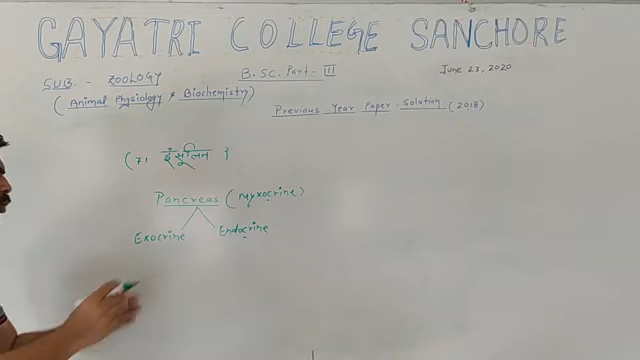 GAYATRI COLLEGE SANCHORE
SUB - ZOOLOGY B.SC. Part - II June 23, 2020
(Animal Physiology & Biochemistry)
Previous Year Paper Solution (2018)
(7) इंसूलिन
Pancreas (Myxocrine)
Exocrine Endocrine